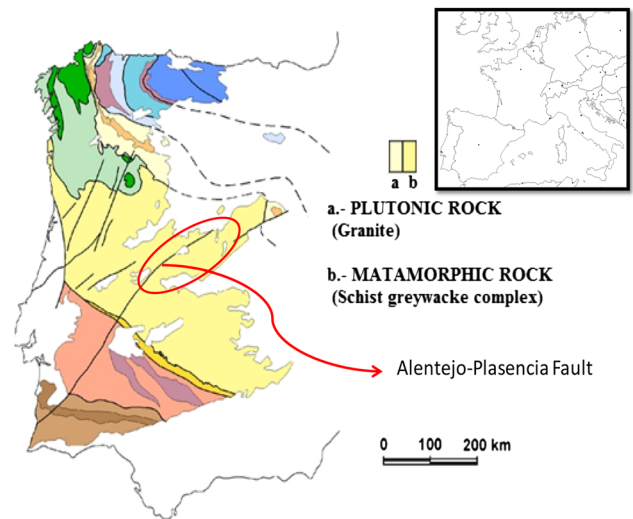 a b
a.- PLUTONIC ROCK
(Granite)
b.- MATAMORPHIC ROCK
(Schist greywacke complex)
Alentejo-Plasencia Fault
0 100 200 km